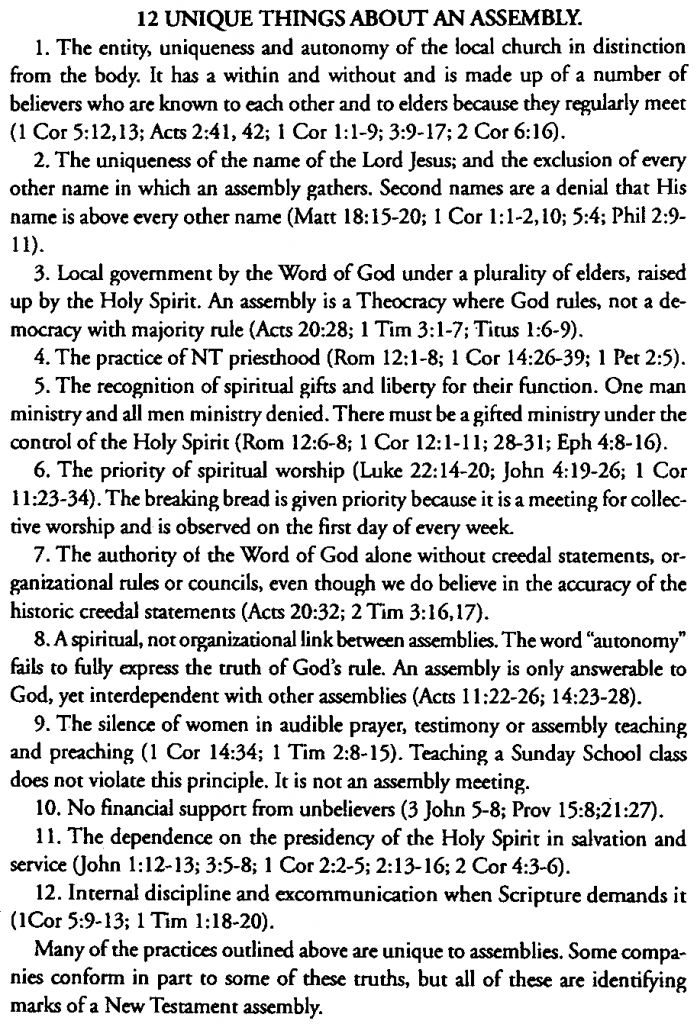 12 UNIQUE THINGS ABOUT AN ASSEMBLY.
1. The entity, uniqueness and autonomy of the local church in distinction
from the body. It has a within and without and is made up of a number of
believers who are known to each other and to elders because they regularly meet
(1 Cor 5:12,13; Acts 2:41, 42; 1 Cor 1:1-9; 3:9-17; 2 Cor 6:16).
2. The uniqueness of the name of the Lord Jesus; and the exclusion of every
other name in which an assembly gathers. Second names are a denial that His
name is above every other name (Matt 18:15-20; 1 Cor 1:1-2,10; 5:4; Phil 2:9-
11).
3. Local government by the Word of God under a plurality of elders, raised
up by the Holy Spirit. An assembly is a Theocracy where God rules, not a de-
mocracy with majority rule (Acts 20:28; 1 Tim 3:1-7; Titus 1:6-9).
4. The practice of NT priesthood (Rom 12:1-8; 1 Cor 14:26-39; 1 Pet 2:5).
5. The recognition of spiritual gifts and liberty for their function. One man
ministry and all men ministry denied. There must be a gifted ministry under the
control of the Holy Spirit (Rom 12:6-8; 1 Cor 12:1-11; 28-31; Eph 4:8-16).
6. The priority of spiritual worship (Luke 22:14-20; John 4:19-26; 1 Cor
11:23-34). The breaking bread is given priority because it is a meeting for collec-
tive worship and is observed on the first day of every week.
7. The authority of the Word of God alone without creedal statements, or-
ganizational rules or councils, even though we do believe in the accuracy of the
historic creedal statements (Acts 20:32; 2 Tim 3:16,17).
8. A spiritual, not organizational link between assemblies. The word “autonomy”
fails to fully express the truth of God’s rule. An assembly is only answerable to
God, yet interdependent with other assemblies (Acts 11:22-26; 14:23-28).
9. The silence of women in audible prayer, testimony or assembly teaching
and preaching (1 Cor 14:34; 1 Tim 2:8-15). Teaching a Sunday School class
does not violate this principle. It is not an assembly meeting.
10. No financial support from unbelievers (3 John 5-8; Prov 15:8;21:27).
11. The dependence on the presidency of the Holy Spirit in salvation and
service (John 1:12-13; 3:5-8; 1 Cor 2:2-5; 2:13-16; 2 Cor 4:3-6).
12. Internal discipline and excommunication when Scripture demands it
(1Cor 5:9-13; 1 Tim 1:18-20).
Many of the practices outlined above are unique to assemblies. Some compa-
nies conform in part to some of these truths, but all of these are identifying
marks of a New Testament assembly.